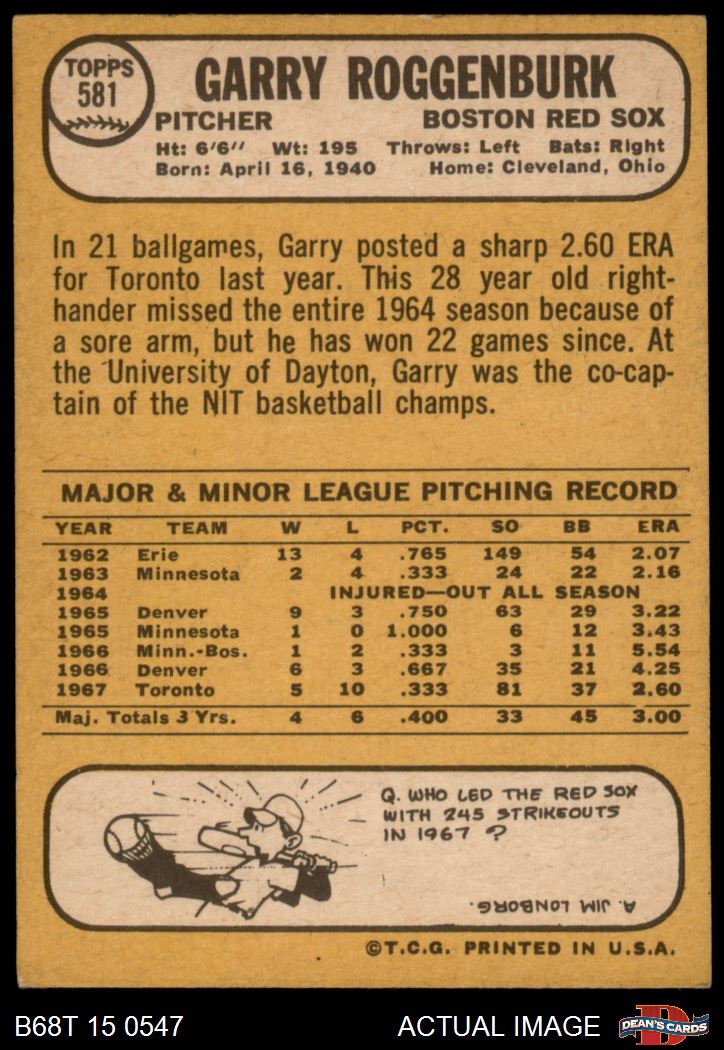 TOPPS
581
GARRY ROGGENBURK
PITCHER BOSTON RED SOX
Ht: 6'6" Wt: 195 Throws: Left Bats: Right
Born: April 16, 1940 Home: Cleveland, Ohio
In 21 ballgames, Garry posted a sharp 2.60 ERA
for Toronto last year. This 28 year old right-
hander missed the entire 1964 season because of
a sore arm, but he has won 22 games since. At
the University of Dayton, Garry was the co-cap-
tain of the NIT basketball champs.
MAJOR & MINOR LEAGUE PITCHING RECORD
YEAR TEAM W L PCT. SO BB ERA
1962 Erie 13 4 .765 149 54 2.07
1963 Minnesota 2 4 .333 24 22 2.16
1964 INJURED—OUT ALL SEASON
1965 Denver 9 3 .750 63 29 3.22
1965 Minnesota 1 0 1.000 6 12 3.43
1966 Minn.-Bos. 1 2 .333 3 11 5.54
1966 Denver 6 3 .667 35 21 4.25
1967 Toronto 5 10 .333 81 37 2.60
Maj. Totals 3 Yrs. 4 6 .400 33 45 3.00
Q. WHO LED THE RED SOX
WITH 245 STRIKEOUTS
IN 1967 ?
A. JIM LONBORG.
©T.C.G. PRINTED IN U.S.A.
B68T 15 0547 ACTUAL IMAGE
D
DEAN'S CARDS